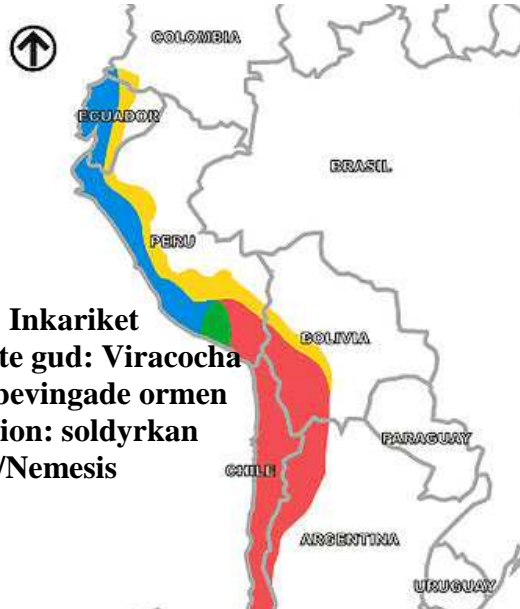 COLOMBIA
ECUADOR
BRASIL
PERU
Inkariket
te gud: Viracocha
BOLIVIA
bevingade ormen
ion: soldyrkan
/Nemesis
PARAGUAY
CHILE
ARGENTINA
URUGUAY